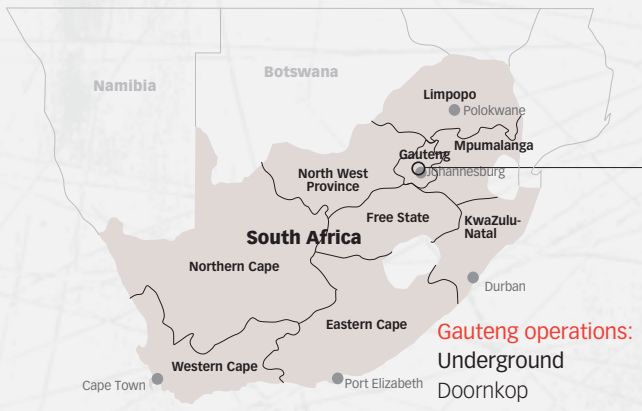 Namibia
Botswana
Limpopo
Polokwane
Gauteng
Mpumalanga
Johannesburg
North West
Province
Free State
KwaZulu-
Natal
South Africa
Northern Cape
Durban
Eastern Cape
Western Cape
Cape Town
Port Elizabeth
Gauteng operations:
Underground
Doornkop